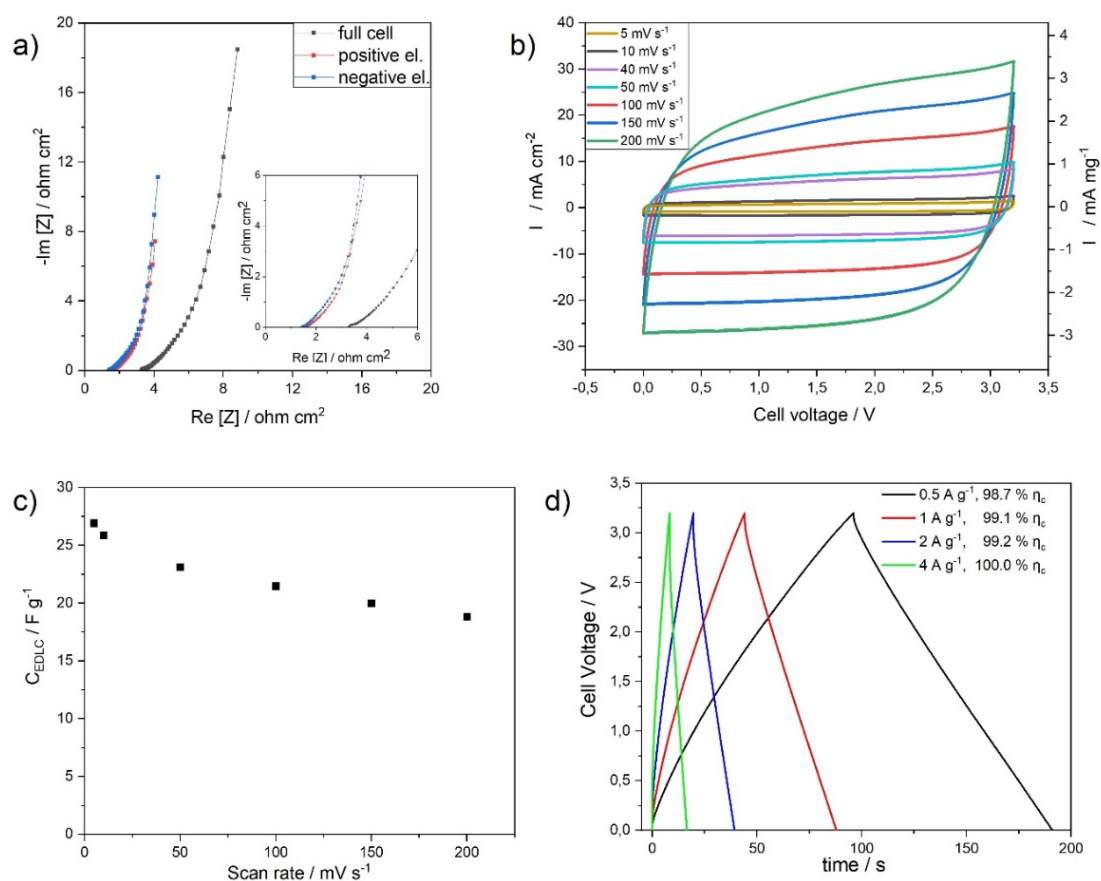 a)
-Im [Z] / ohm cm²
20
16
12
8
4
0
0 4 8 12 16 20
Re [Z] / ohm cm²
full cell
positive el.
negative el.
-Im [Z] / ohm cm²
6
4
2
0
0 2 4 6
Re [Z] / ohm cm²
b)
I / mA cm⁻²
40
30
20
10
0
-10
-20
-30
-0,5 0,0 0,5 1,0 1,5 2,0 2,5 3,0 3,5
Cell voltage / V
5 mV s⁻¹
10 mV s⁻¹
40 mV s⁻¹
50 mV s⁻¹
100 mV s⁻¹
150 mV s⁻¹
200 mV s⁻¹
4
3
2
1
0
-1
-2
-3
I / mA mg⁻¹
c)
C_EDLC / F g⁻¹
30
25
20
15
10
5
0
0 50 100 150 200
Scan rate / mV s⁻¹
d)
Cell Voltage / V
3,5
3,0
2,5
2,0
1,5
1,0
0,5
0,0
0 50 100 150 200
time / s
0.5 A g⁻¹, 98.7 % η_c
1 A g⁻¹, 99.1 % η_c
2 A g⁻¹, 99.2 % η_c
4 A g⁻¹, 100.0 % η_c